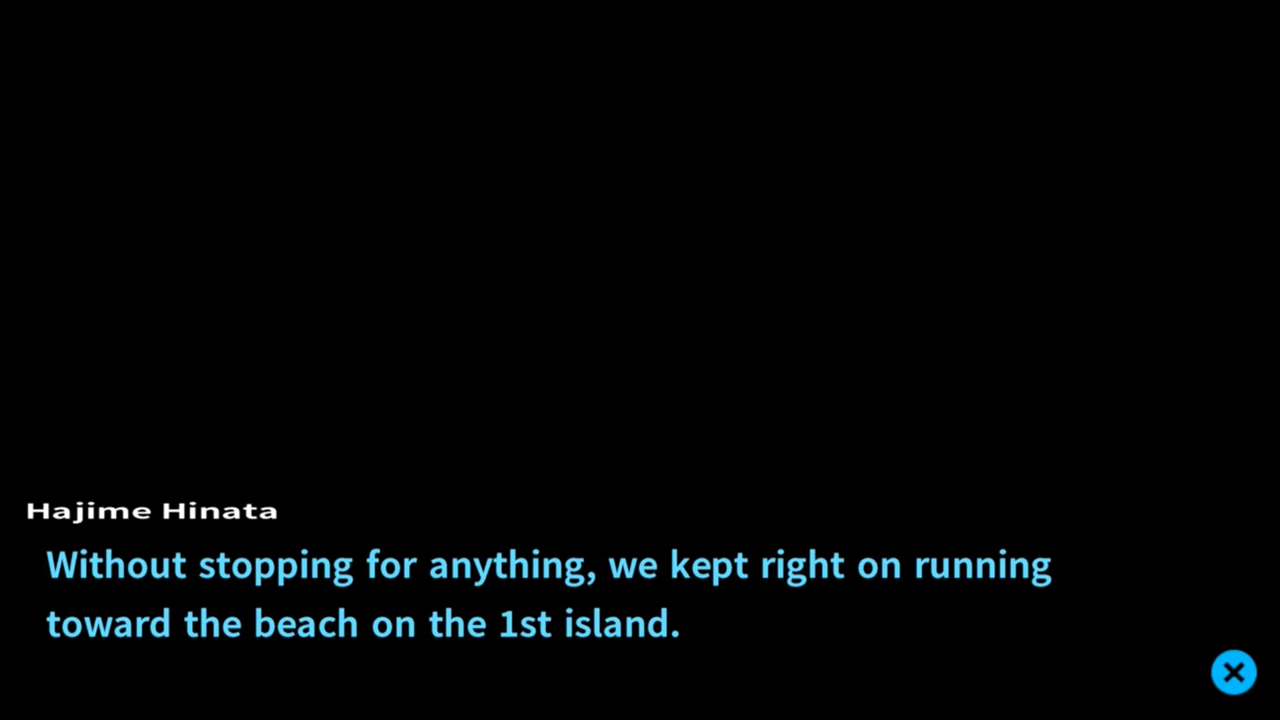 Hajime Hinata
Without stopping for anything, we kept right on running
toward the beach on the 1st island.